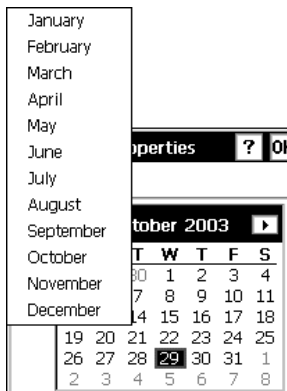 January
February
March
April
May
June
July
August
September
October
November
December
operties ? OK
tober 2003
T W T F S
30 1 2 3 4
7 8 9 10 11
14 15 16 17 18
19 20 21 22 23 24 25
26 27 28 29 30 31 1
2 3 4 5 6 7 8